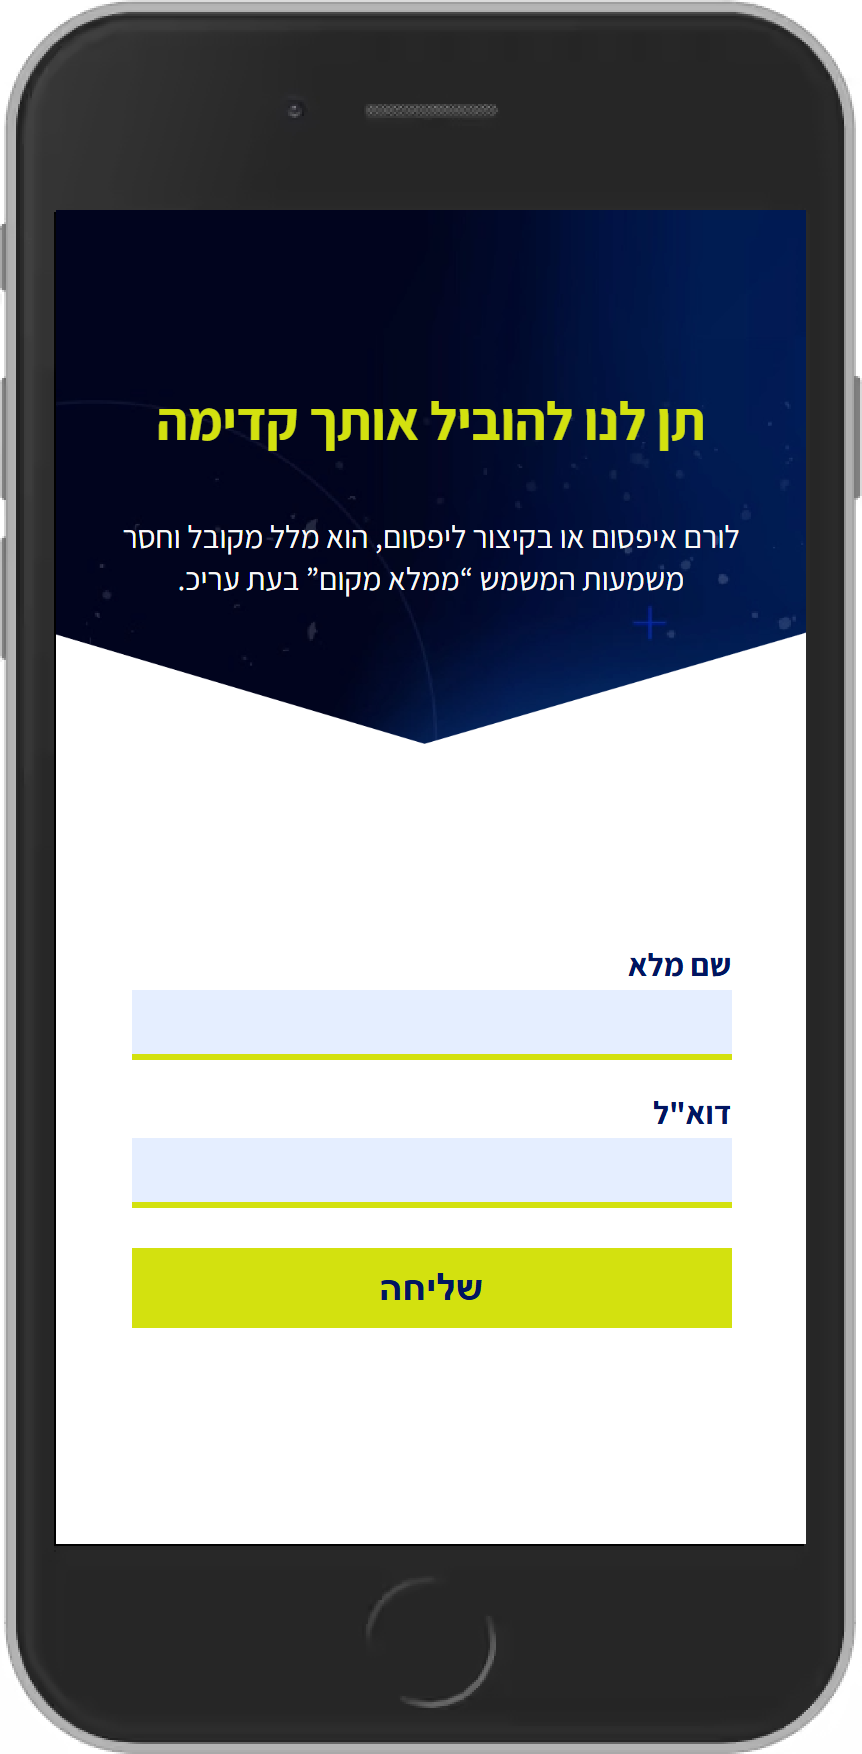 תן לנו להוביל אותך קדימה
לורם איפסום או בקיצור ליפסום, הוא מלל מקובל וחסר
משמעות המשמש “ממלא מקום” בעת עריכ.
שם מלא
דוא"ל
שליחה